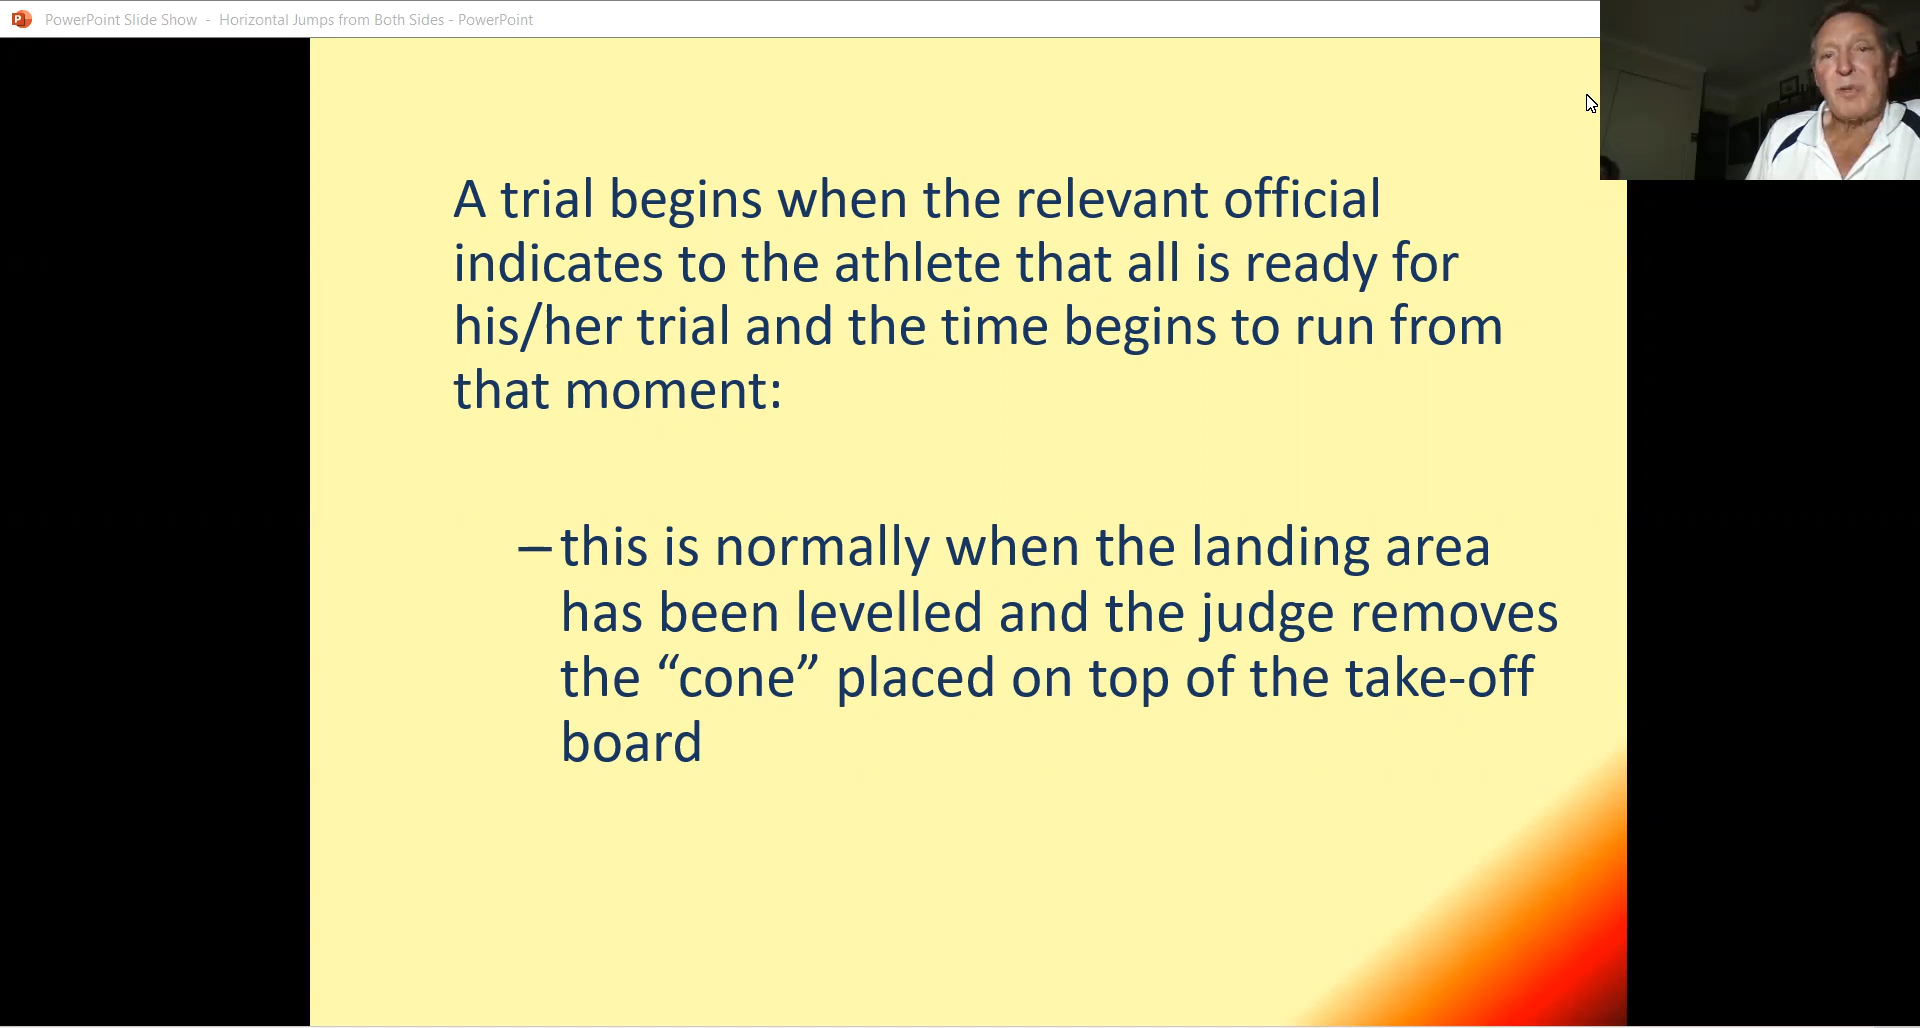 PowerPoint Slide Show - Horizontal Jumps from Both Sides - PowerPoint
A trial begins when the relevant official
indicates to the athlete that all is ready for
his/her trial and the time begins to run from
that moment:
– this is normally when the landing area
has been levelled and the judge removes
the “cone” placed on top of the take-off
board